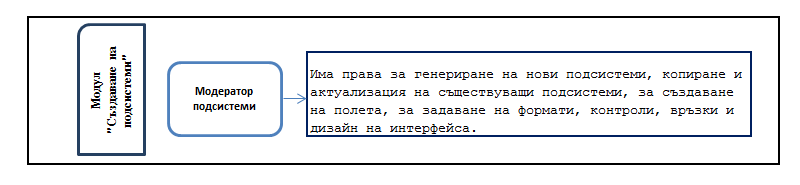 Модул
"Създаване на
подсистеми"
Модератор
подсистеми
Има права за генериране на нови подсистеми, копиране и
актуализация на съществуващи подсистеми, за създаване
на полета, за задаване на формати, контроли, връзки и
дизайн на интерфейса.